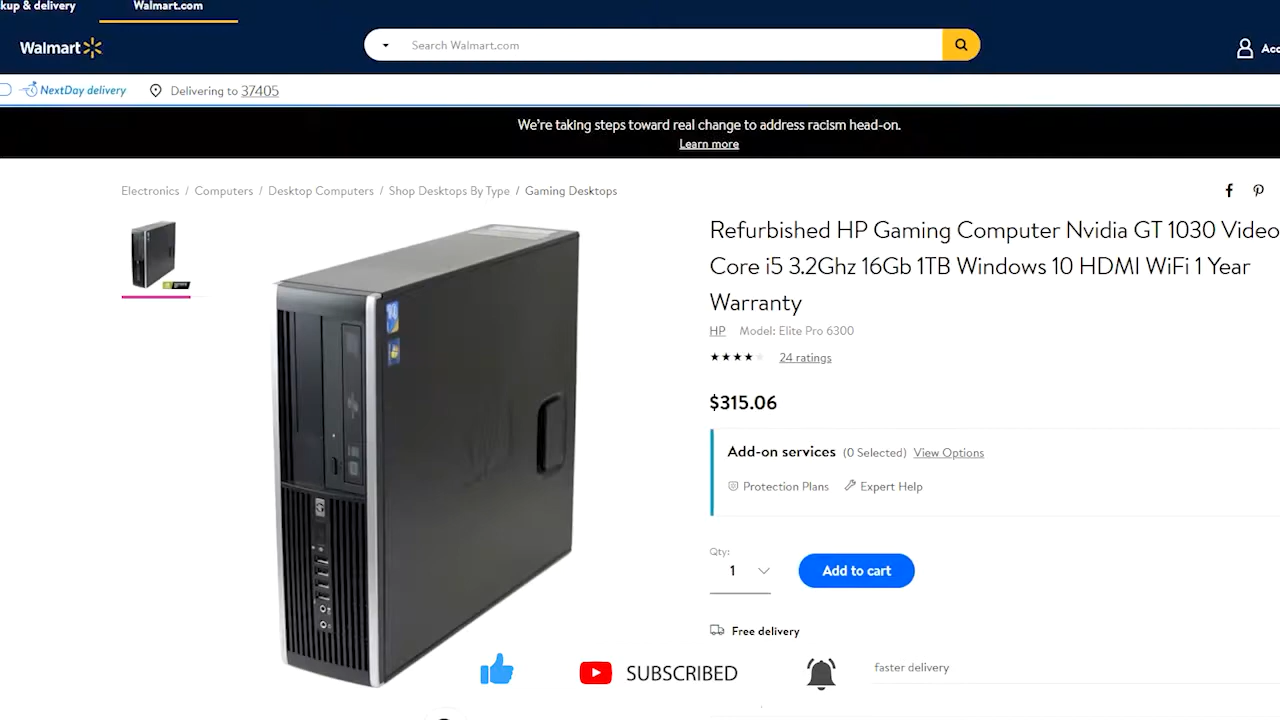 kup & delivery
Walmart.com
Walmart
Search Walmart.com
Acc
NextDay delivery
Delivering to 37405
We're taking steps toward real change to address racism head-on.
Learn more
Electronics / Computers / Desktop Computers / Shop Desktops By Type / Gaming Desktops
Refurbished HP Gaming Computer Nvidia GT 1030 Video
Core i5 3.2Ghz 16Gb 1TB Windows 10 HDMI WiFi 1 Year
Warranty
HP Model: Elite Pro 6300
24 ratings
$315.06
Add-on services (0 Selected) View Options
Protection Plans Expert Help
Qty:
1
Add to cart
Free delivery
faster delivery
SUBSCRIBED